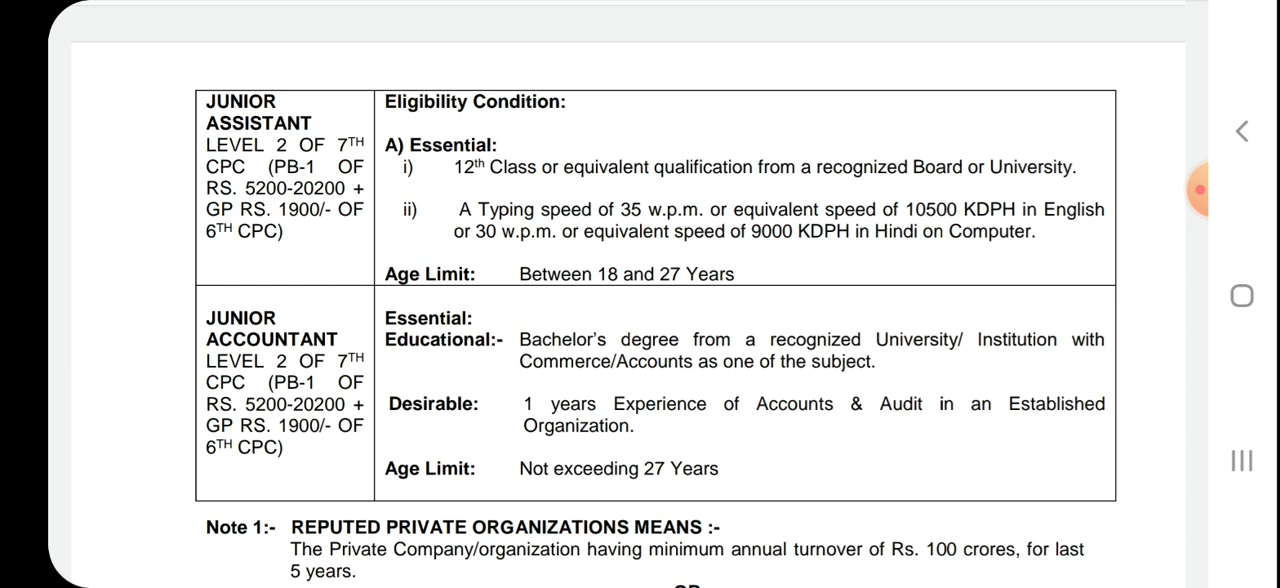 JUNIOR
ASSISTANT
LEVEL 2 OF 7TH
CPC (PB-1 OF
RS. 5200-20200 +
GP RS. 1900/- OF
6TH CPC)
Eligibility Condition:
A) Essential:
i) 12th Class or equivalent qualification from a recognized Board or University.
ii) A Typing speed of 35 w.p.m. or equivalent speed of 10500 KDPH in English
or 30 w.p.m. or equivalent speed of 9000 KDPH in Hindi on Computer.
Age Limit: Between 18 and 27 Years
JUNIOR
ACCOUNTANT
LEVEL 2 OF 7TH
CPC (PB-1 OF
RS. 5200-20200 +
GP RS. 1900/- OF
6TH CPC)
Essential:
Educational:- Bachelor's degree from a recognized University/ Institution with
Commerce/Accounts as one of the subject.
Desirable: 1 years Experience of Accounts & Audit in an Established
Organization.
Age Limit: Not exceeding 27 Years
Note 1:- REPUTED PRIVATE ORGANIZATIONS MEANS :-
The Private Company/organization having minimum annual turnover of Rs. 100 crores, for last
5 years.